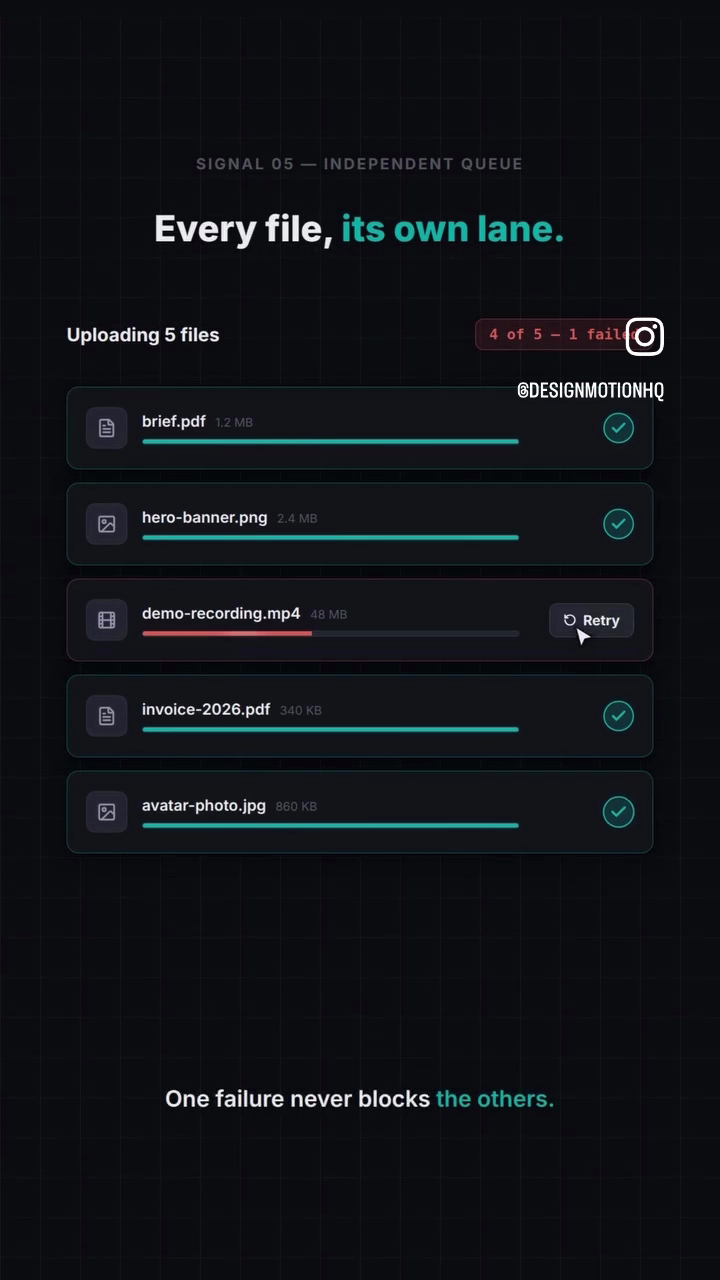 SIGNAL 05 — INDEPENDENT QUEUE
Every file, its own lane.
Uploading 5 files
4 of 5 — 1 failed
@DESIGNMOTIONHQ
brief.pdf 1.2 MB
hero-banner.png 2.4 MB
demo-recording.mp4 48 MB
Retry
invoice-2026.pdf 340 KB
avatar-photo.jpg 860 KB
One failure never blocks the others.